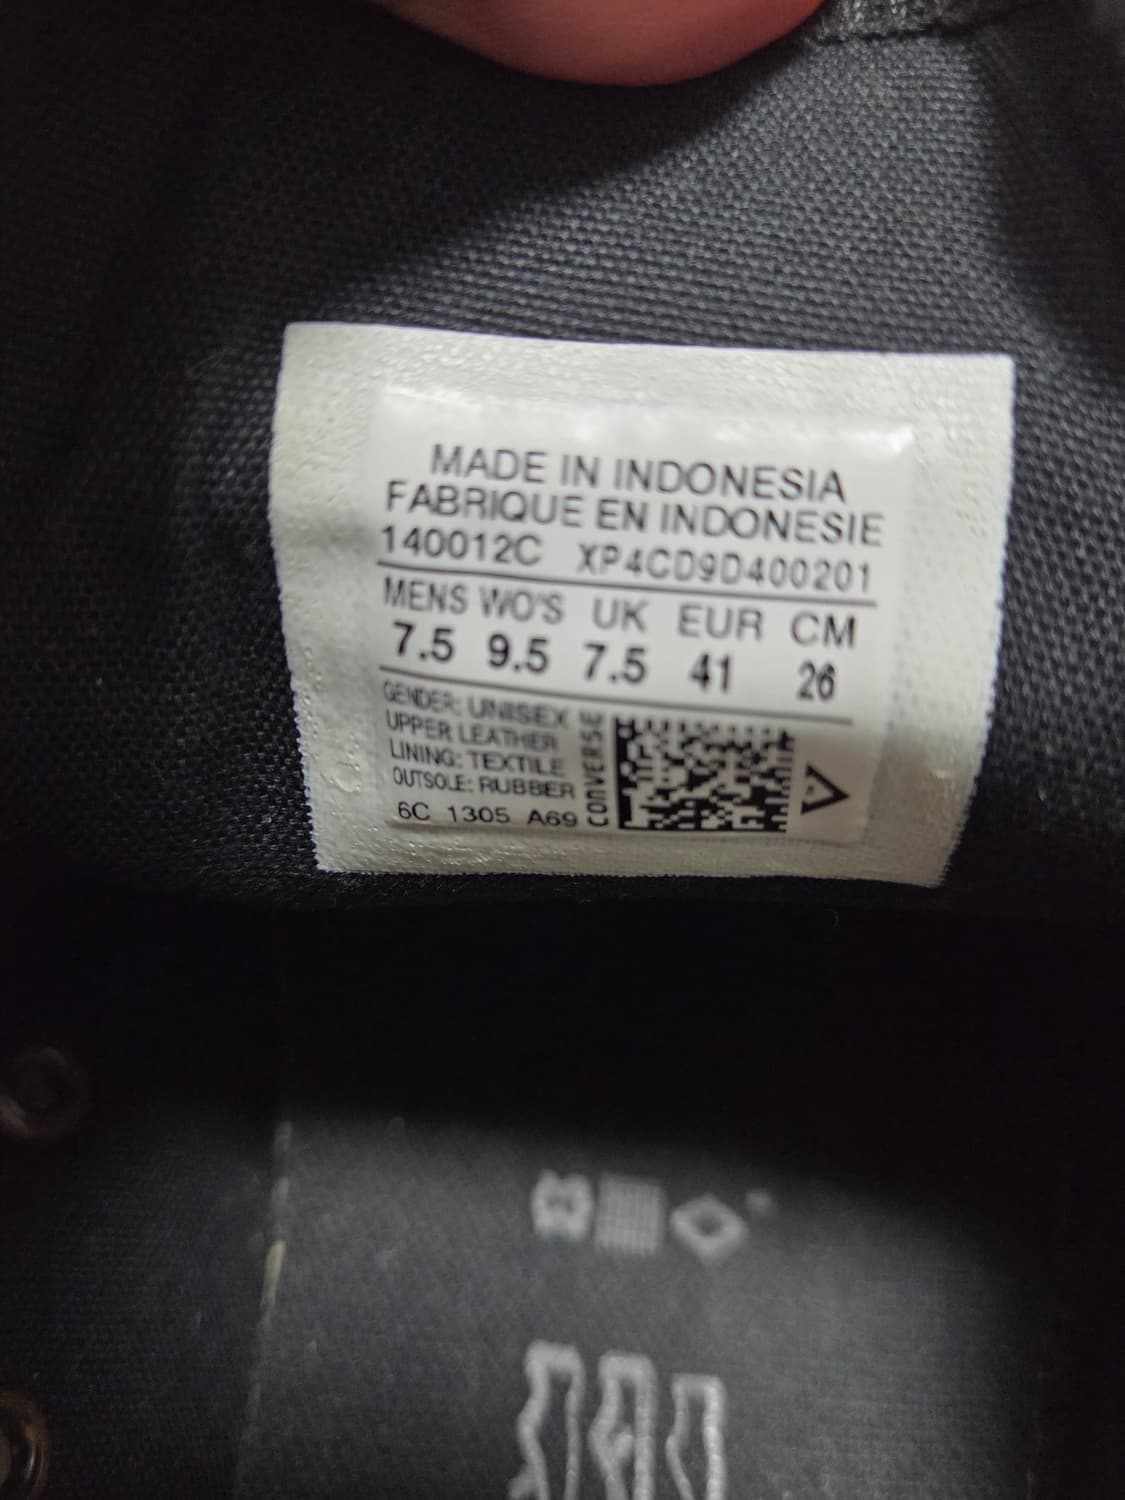 MADE IN INDONESIA
FABRIQUE EN INDONESIE
140012C XP4CD9D400201
MENS WO'S UK EUR CM
7.5 9.5 7.5 41 26
GENDER: UNISEX
UPPER LEATHER
LINING: TEXTILE
OUTSOLE: RUBBER
6C 1305 A69
CONVERSE